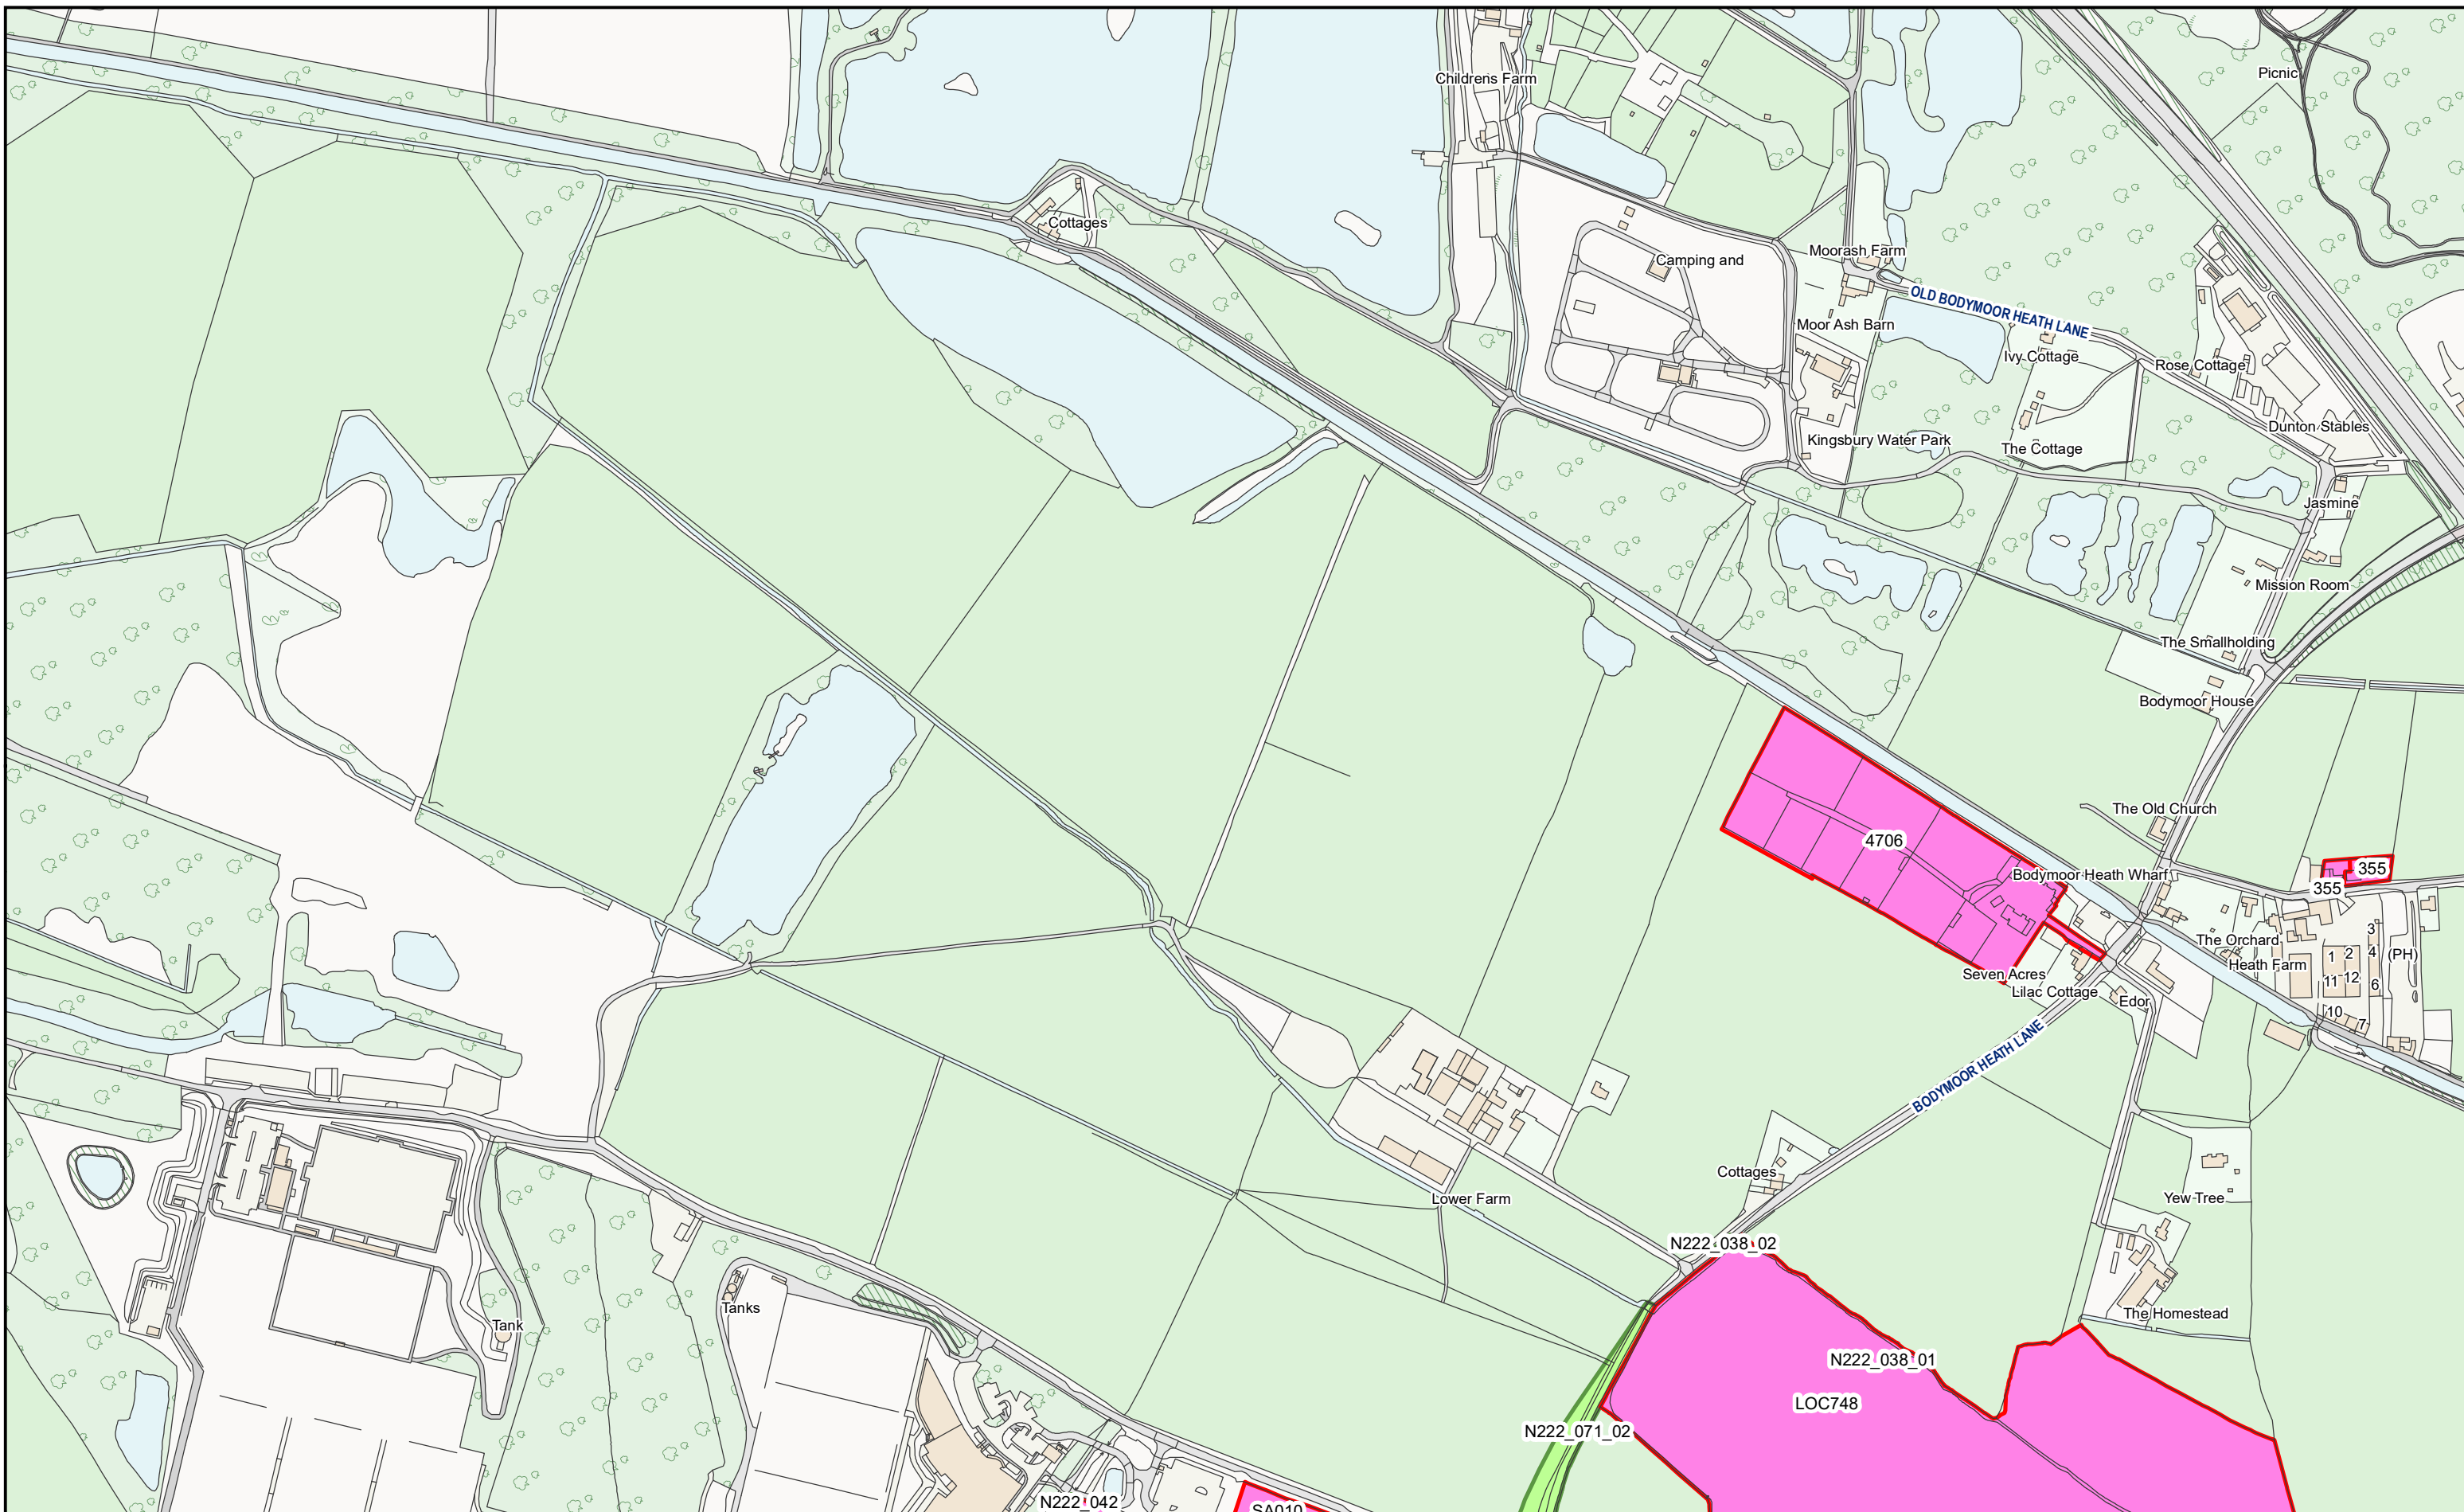 Picnic
Childrens Farm
Cottages
Camping and
Moorash Farm
OLD BODYMOOR HEATH LANE
Moor Ash Barn
Ivy Cottage
Rose Cottage
Dunton Stables
Kingsbury Water Park
The Cottage
Jasmine
Mission Room
The Smallholding
Bodymoor House
The Old Church
4706
Bodymoor Heath Wharf
355
355
3
The Orchard
1
2
4
(PH)
Heath Farm
Seven Acres
11
12
6
Lilac Cottage
Edor
10
7
BODYMOOR HEATH LANE
Cottages
Lower Farm
Yew Tree
N222_038_02
Tanks
The Homestead
Tank
N222_038_01
LOC748
N222_071_02
N222_042
SA010